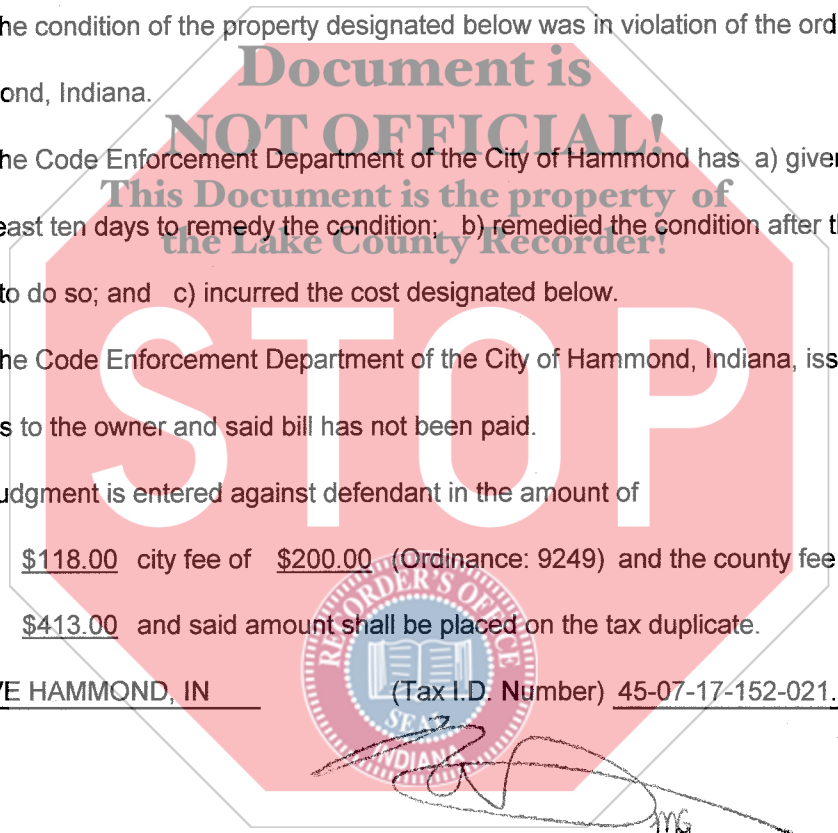 he condition of the property designated below was in violation of the ord
Document is
ond, Indiana.
NOT OFFICIAL!
he Code Enforcement Department of the City of Hammond has a) given
This Document is the property of
east ten days to remedy the condition; b) remedied the condition after t
the Lake County Recorder!
to do so; and c) incurred the cost designated below.
STOP
he Code Enforcement Department of the City of Hammond, Indiana, iss
s to the owner and said bill has not been paid.
udgment is entered against defendant in the amount of
$118.00 city fee of $200.00 (Ordinance: 9249) and the county fee
$413.00 and said amount shall be placed on the tax duplicate.
RECORDER'S OFFICE
SEAL
INDIANA
VE HAMMOND, IN (Tax I.D. Number) 45-07-17-152-021.
MG